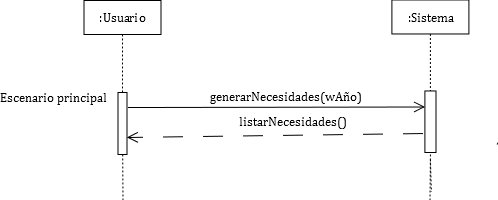 :Usuario
:Sistema
Escenario principal
generarNecesidades(wAño)
listarNecesidades()